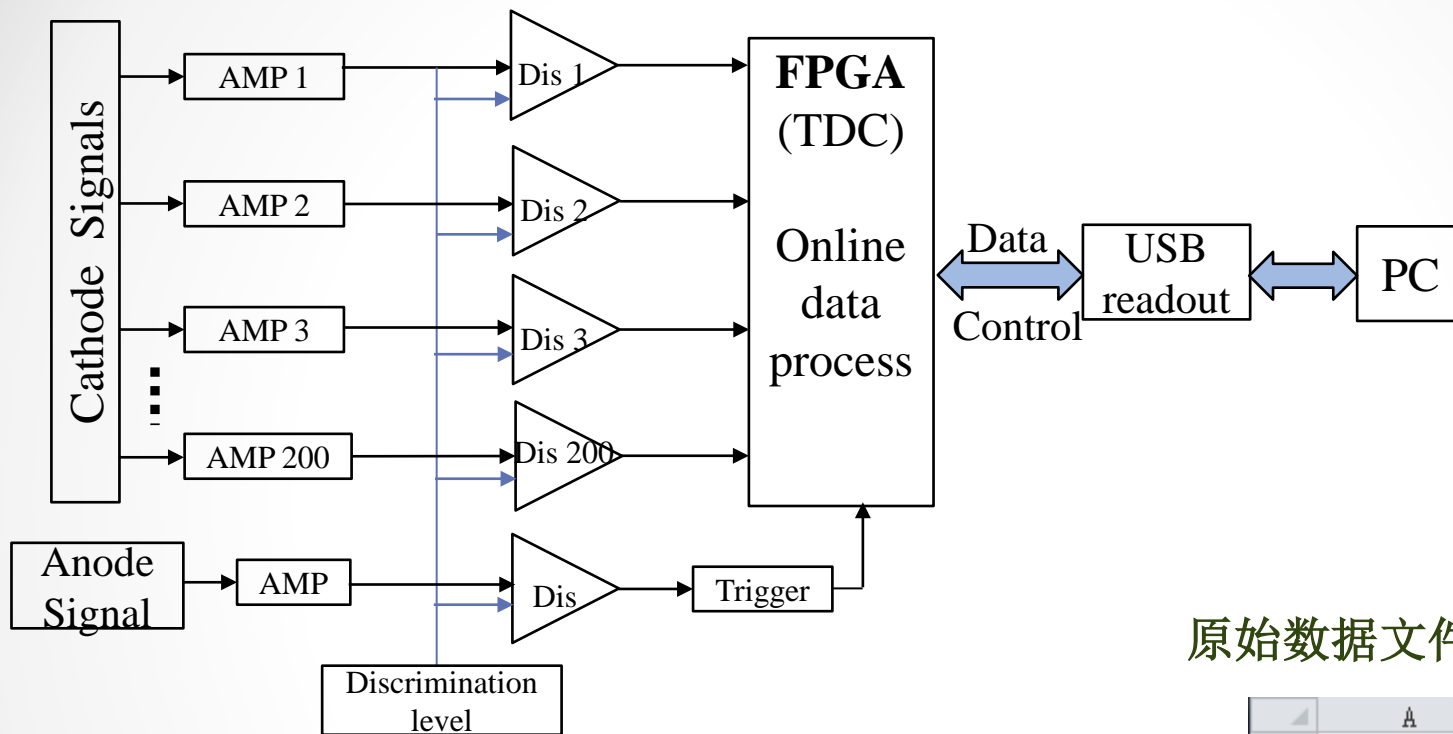 Cathode Signals
AMP 1
AMP 2
AMP 3
AMP 200
Dis 1
Dis 2
Dis 3
Dis 200
FPGA
(TDC)
Online
data
process
Data
Control
USB
readout
PC
Anode
Signal
AMP
Dis
Trigger
Discrimination
level
原始数据文件
A